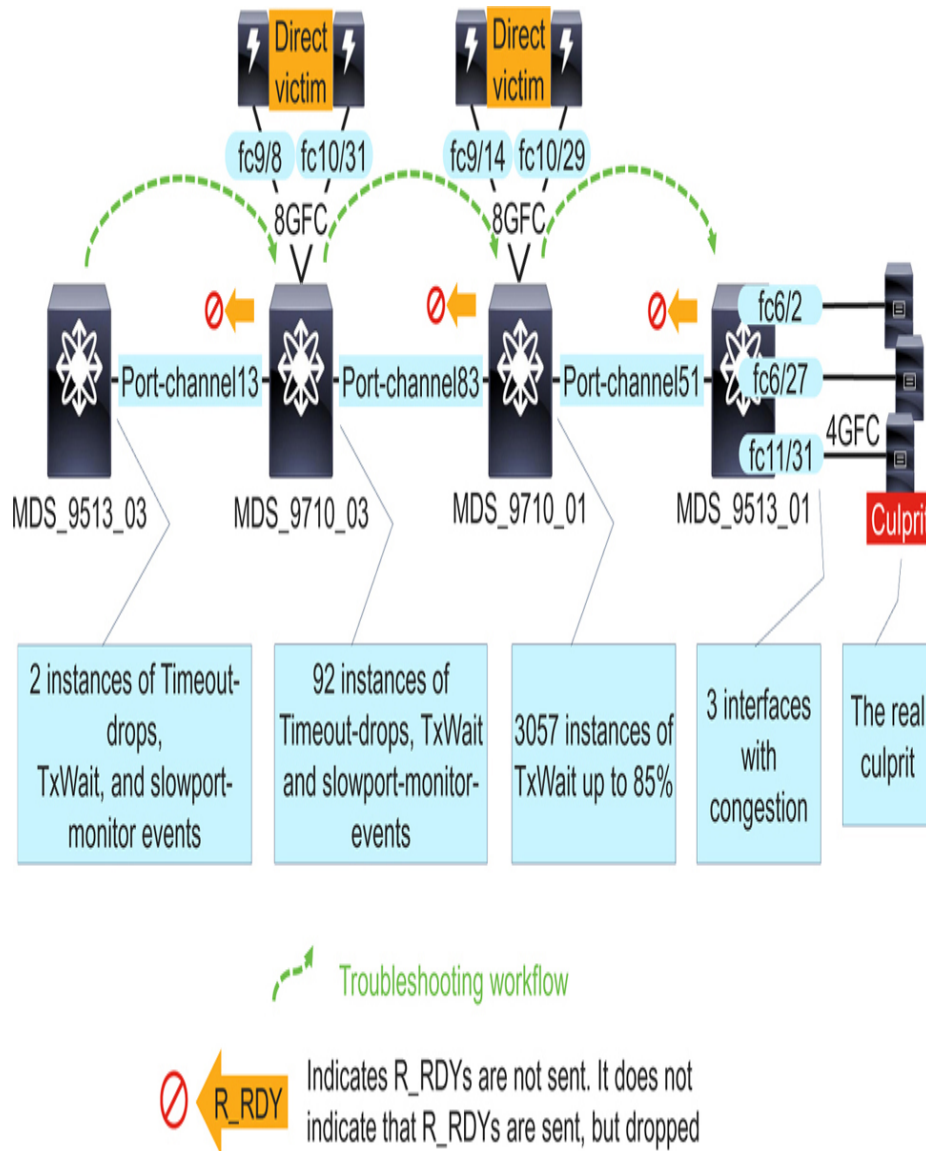 Direct
victim
Direct
victim
fc9/8
fc10/31
fc9/14
fc10/29
8GFC
8GFC
fc6/2
Port-channel13
Port-channel83
Port-channel51
fc6/27
4GFC
fc11/31
MDS_9513_03
MDS_9710_03
MDS_9710_01
MDS_9513_01
Culprit
2 instances of Timeout-
drops,
TxWait, and slowport-
monitor events
92 instances of
Timeout-drops, TxWait
and slowport-monitor-
events
3057 instances of
TxWait up to 85%
3 interfaces
with
congestion
The real
culprit
Troubleshooting workflow
R_RDY
Indicates R_RDYs are not sent. It does not
indicate that R_RDYs are sent, but dropped